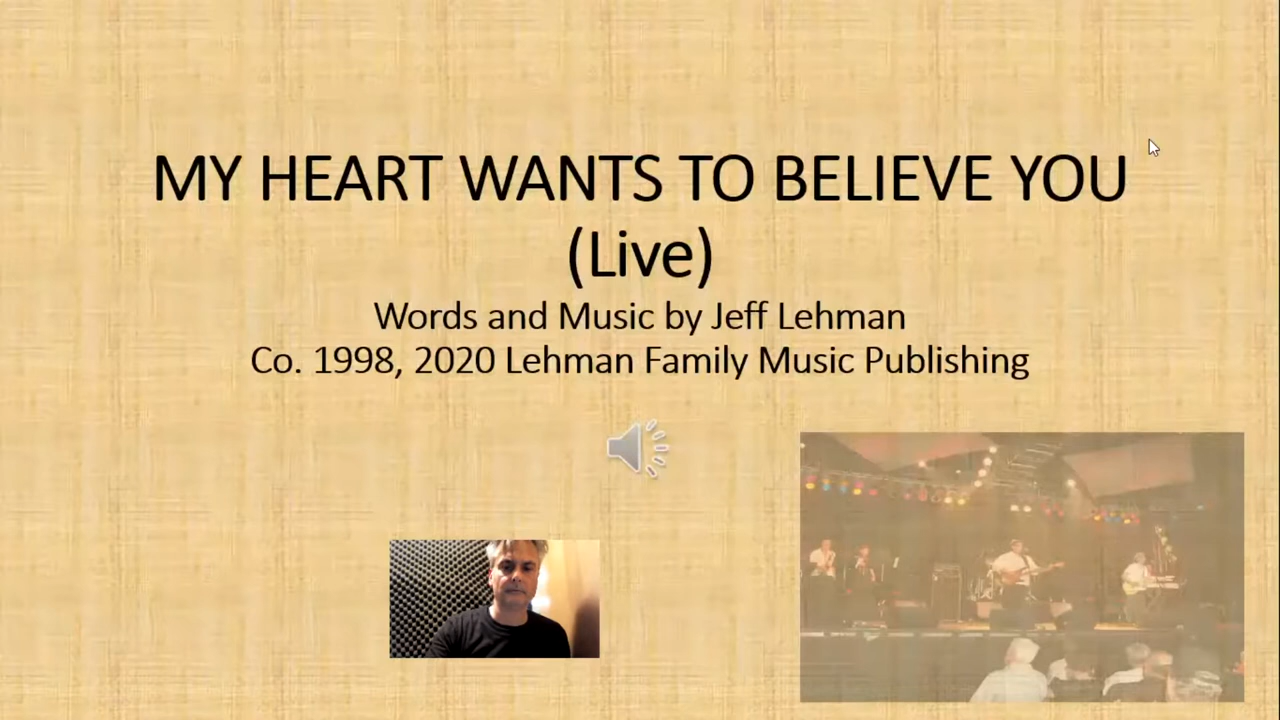 MY HEART WANTS TO BELIEVE YOU
(Live)
Words and Music by Jeff Lehman
Co. 1998, 2020 Lehman Family Music Publishing